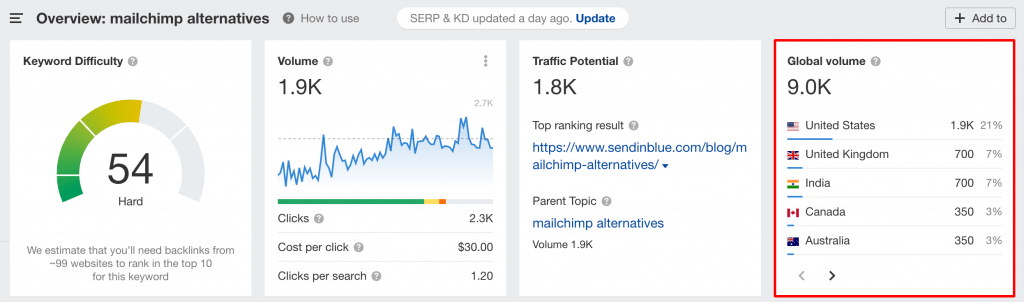 Overview: mailchimp alternatives
How to use
SERP & KD updated a day ago. Update
Add to
Keyword Difficulty
54
Hard
We estimate that you'll need backlinks from
~99 websites to rank in the top 10
for this keyword
Volume
1.9K
2.7K
Clicks 2.3K
Cost per click $30.00
Clicks per search 1.20
Traffic Potential
1.8K
Top ranking result
https://www.sendinblue.com/blog/m
ailchimp-alternatives/
Parent Topic
mailchimp alternatives
Volume 1.9K
Global volume
9.0K
United States 1.9K 21%
United Kingdom 700 7%
India 700 7%
Canada 350 3%
Australia 350 3%